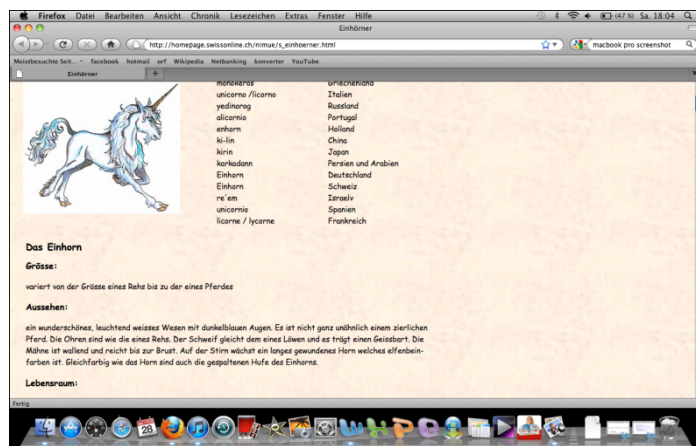 Firefox Datei Bearbeiten Ansicht Chronik Lesezeichen Extras Fenster Hilfe (47 %) Sa. 18:04
Einhörner
http://homepage.swissonline.ch/nimue/s_einhoerner.html macbook pro screenshot
Meistbesuchte Seit... facebook hotmail orf Wikipedia Netbanking konverter YouTube
Einhörner +
monokeros Griechenland
unicorno /licorno Italien
yedinorog Russland
alicornio Portugal
enhorn Holland
ki-lin China
kirin Japan
karkadann Persien und Arabien
Einhorn Deutschland
Einhorn Schweiz
re'em Israelv
unicornio Spanien
licorne / lycorne Frankreich
Das Einhorn
Grösse:
variert von der Grösse eines Rehs bis zu der eines Pferdes
Aussehen:
ein wunderschönes, leuchtend weisses Wesen mit dunkelblauen Augen. Es ist nicht ganz unähnlich einem zierlichen
Pferd. Die Ohren sind wie die eines Rehs. Der Schweif gleicht dem eines Löwen und es trägt einen Geissbart. Die
Mähne ist wallend und reicht bis zur Brust. Auf der Stirn wächst ein langes gewundenes Horn welches elfenbein-
farben ist. Gleichfarbig wie das Horn sind auch die gespaltenen Hufe des Einhorns.
Lebensraum:
Fertig